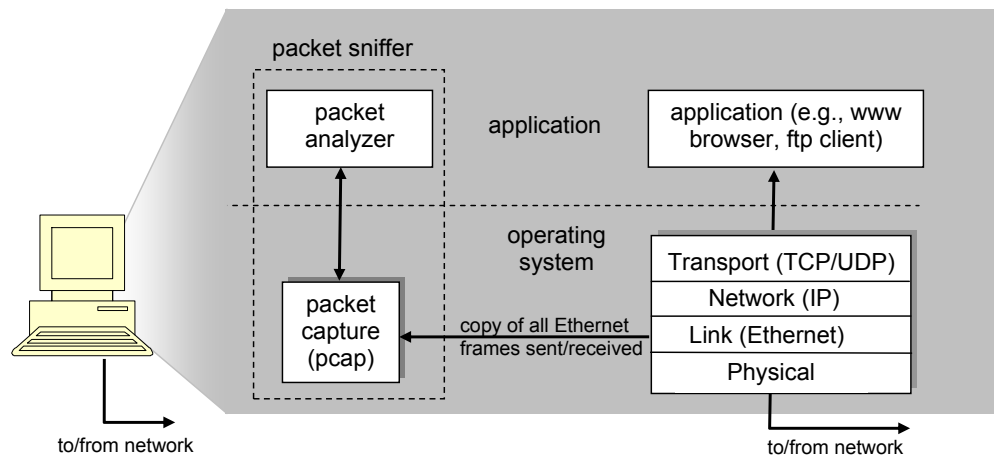 packet sniffer
packet
analyzer
application
application (e.g., www
browser, ftp client)
operating
system
packet
capture
(pcap)
copy of all Ethernet
frames sent/received
Transport (TCP/UDP)
Network (IP)
Link (Ethernet)
Physical
to/from network
to/from network